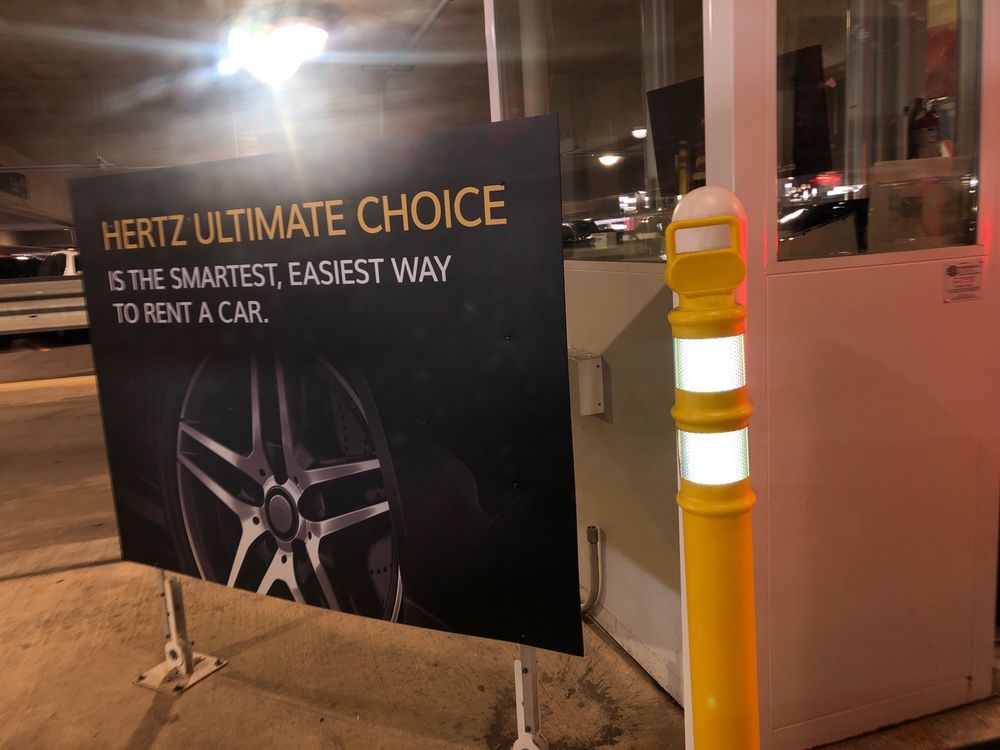 HERTZ ULTIMATE CHOICE
IS THE SMARTEST, EASIEST WAY
TO RENT A CAR.